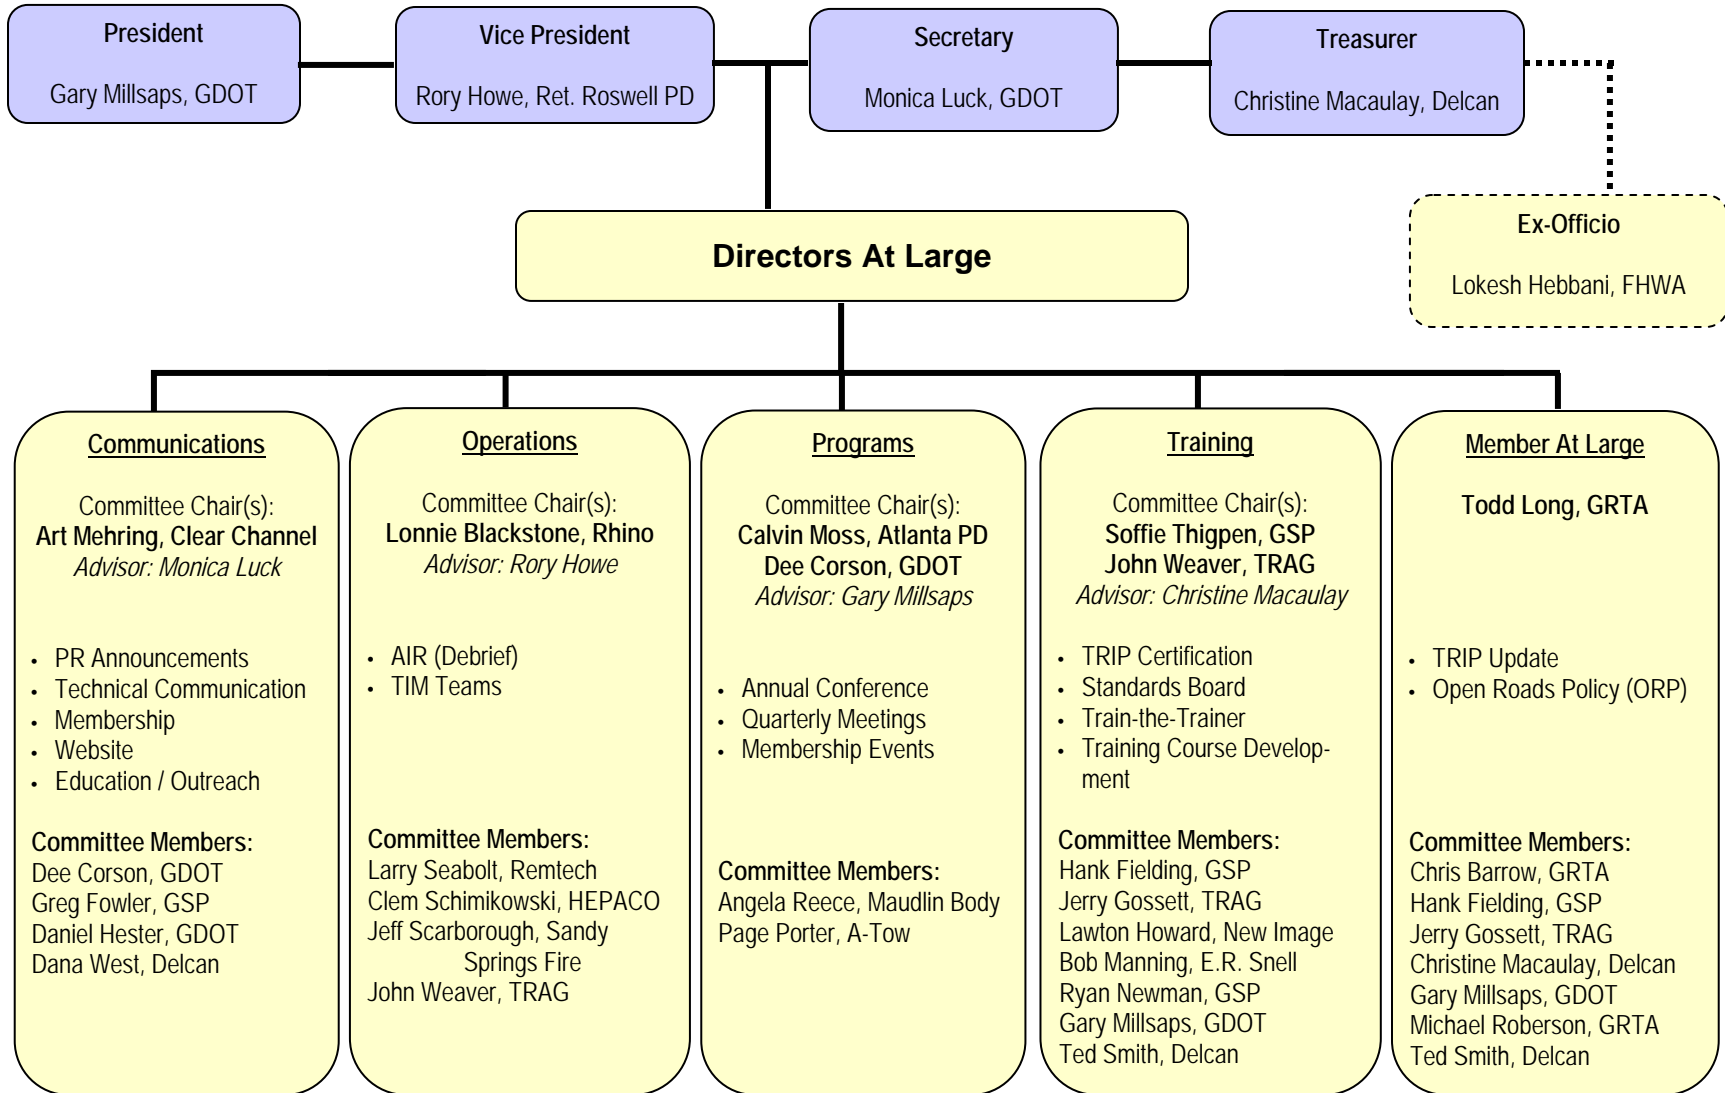 President
Gary Millsaps, GDOT
Vice President
Rory Howe, Ret. Roswell PD
Secretary
Monica Luck, GDOT
Treasurer
Christine Macaulay, Delcan
Ex-Officio
Lokesh Hebbani, FHWA
Directors At Large
Communications
Committee Chair(s):
Art Mehring, Clear Channel
Advisor: Monica Luck
• PR Announcements
• Technical Communication
• Membership
• Website
• Education / Outreach
Committee Members:
Dee Corson, GDOT
Greg Fowler, GSP
Daniel Hester, GDOT
Dana West, Delcan
Operations
Committee Chair(s):
Lonnie Blackstone, Rhino
Advisor: Rory Howe
• AIR (Debrief)
• TIM Teams
Committee Members:
Larry Seabolt, Remtech
Clem Schimikowski, HEPACO
Jeff Scarborough, Sandy
Springs Fire
John Weaver, TRAG
Programs
Committee Chair(s):
Calvin Moss, Atlanta PD
Dee Corson, GDOT
Advisor: Gary Millsaps
• Annual Conference
• Quarterly Meetings
• Membership Events
Committee Members:
Angela Reece, Maudlin Body
Page Porter, A-Tow
Training
Committee Chair(s):
Soffie Thigpen, GSP
John Weaver, TRAG
Advisor: Christine Macaulay
• TRIP Certification
• Standards Board
• Train-the-Trainer
• Training Course Develop-
ment
Committee Members:
Hank Fielding, GSP
Jerry Gossett, TRAG
Lawton Howard, New Image
Bob Manning, E.R. Snell
Ryan Newman, GSP
Gary Millsaps, GDOT
Ted Smith, Delcan
Member At Large
Todd Long, GRTA
• TRIP Update
• Open Roads Policy (ORP)
Committee Members:
Chris Barrow, GRTA
Hank Fielding, GSP
Jerry Gossett, TRAG
Christine Macaulay, Delcan
Gary Millsaps, GDOT
Michael Roberson, GRTA
Ted Smith, Delcan